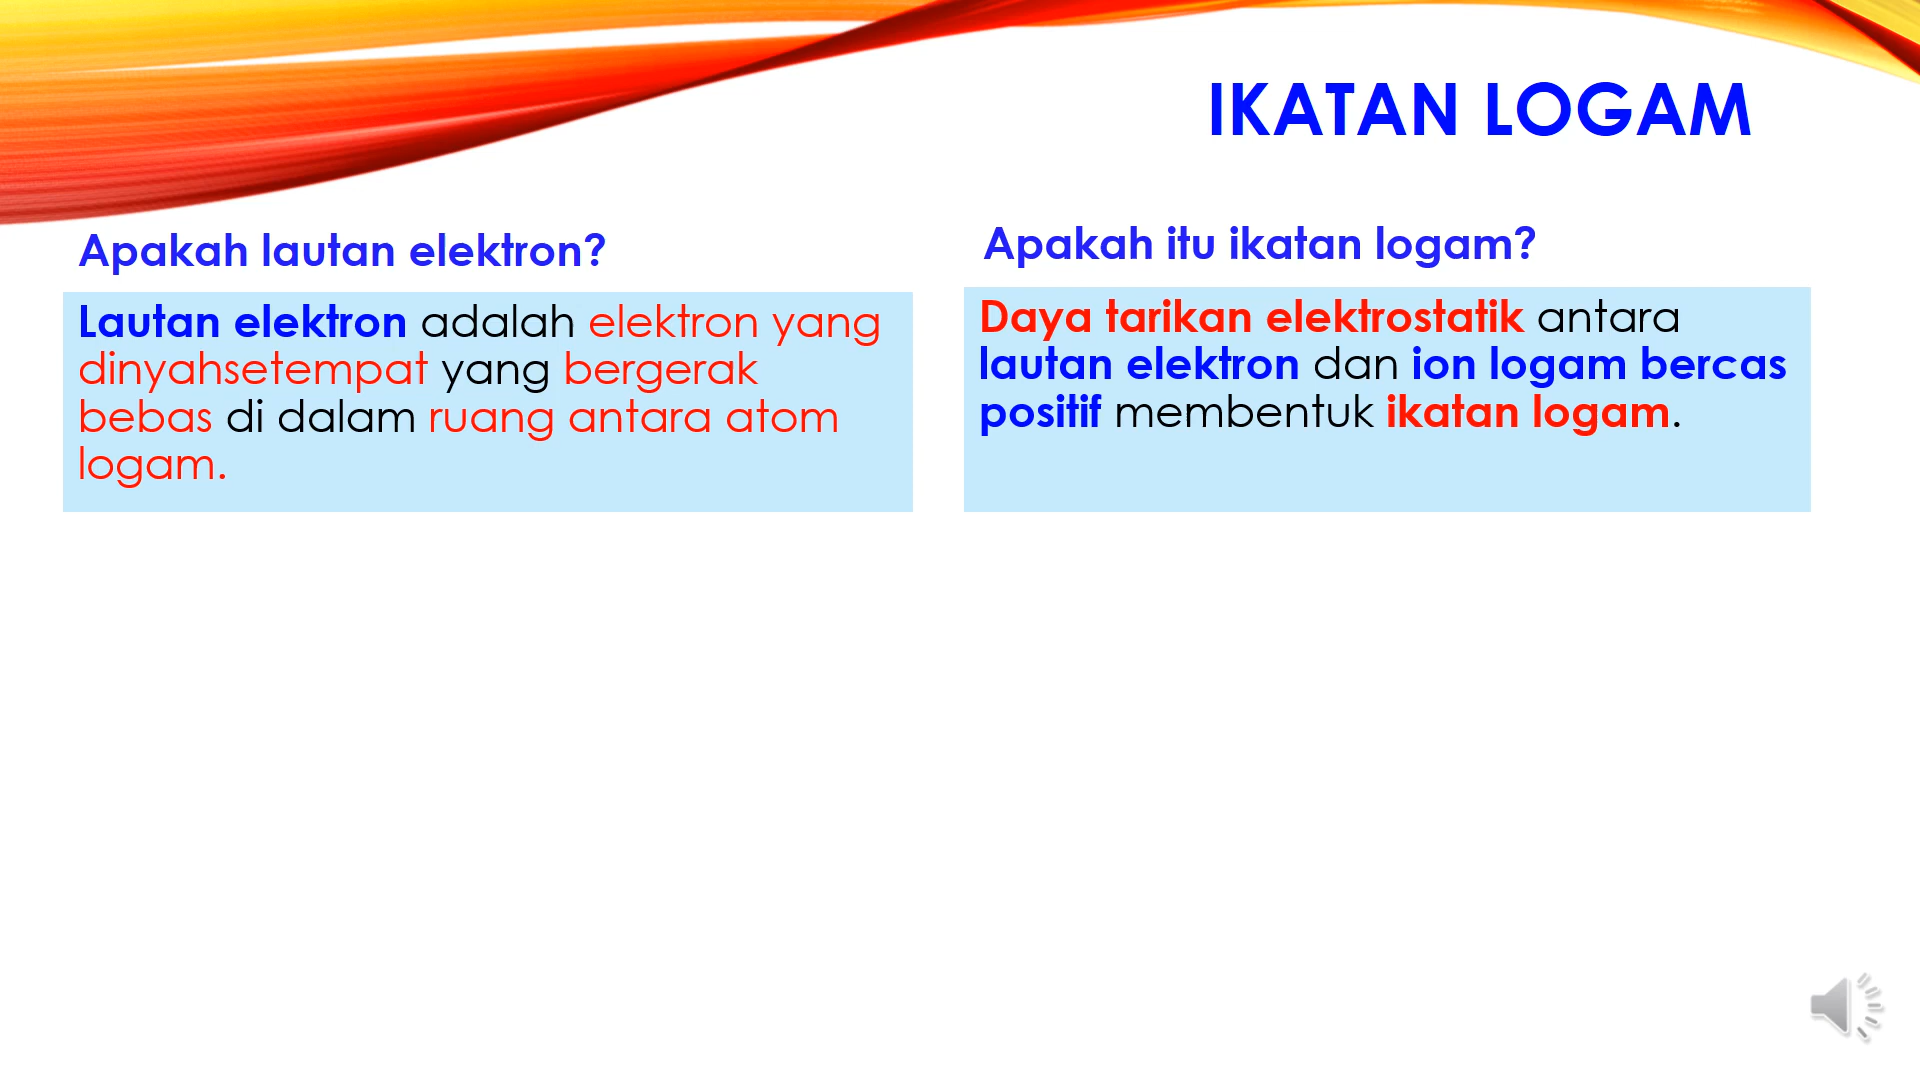 IKATAN LOGAM
Apakah lautan elektron?
Lautan elektron adalah elektron yang
dinyahsetempat yang bergerak
bebas di dalam ruang antara atom
logam.
Apakah itu ikatan logam?
Daya tarikan elektrostatik antara
lautan elektron dan ion logam bercas
positif membentuk ikatan logam.